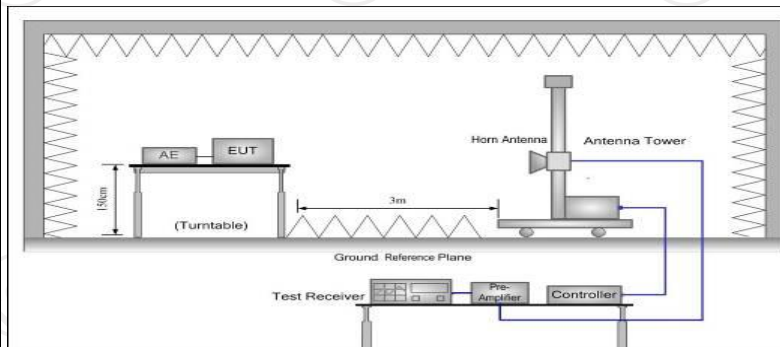 Horn Antenna
Antenna Tower
AE
EUT
150cm
3m
(Turntable)
Ground Reference Plane
Test Receiver
Pre-
Amplifier
Controller